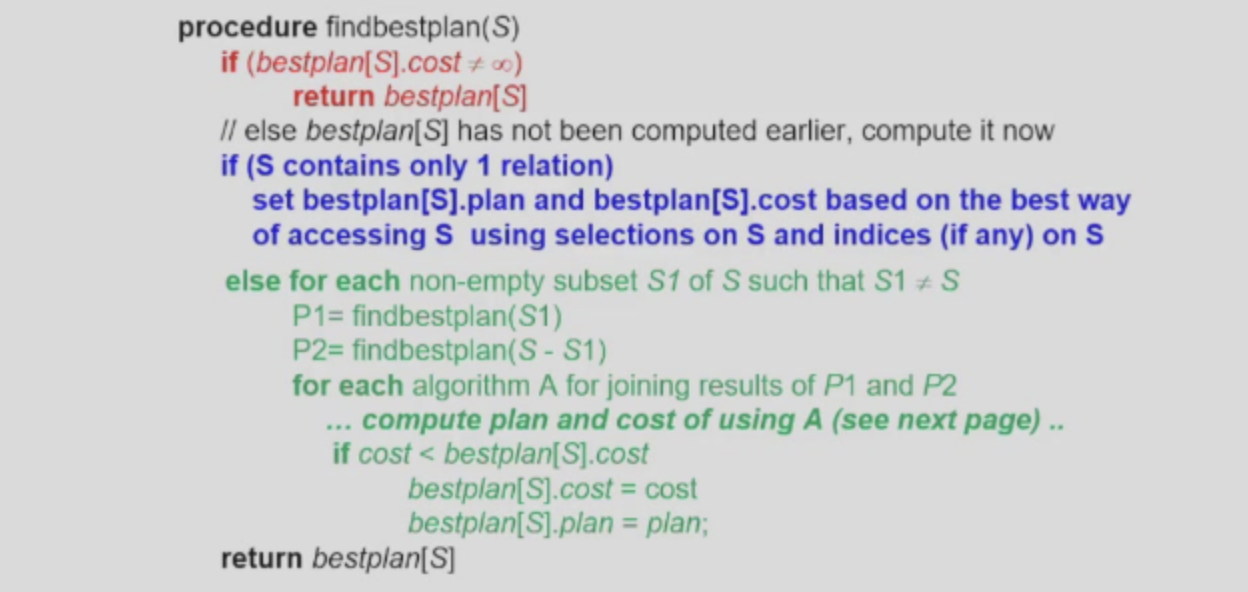 procedure findbestplan(S)
if (bestplan[S].cost ≠ ∞)
return bestplan[S]
// else bestplan[S] has not been computed earlier, compute it now
if (S contains only 1 relation)
set bestplan[S].plan and bestplan[S].cost based on the best way
of accessing S using selections on S and indices (if any) on S
else for each non-empty subset S1 of S such that S1 ≠ S
P1= findbestplan(S1)
P2= findbestplan(S - S1)
for each algorithm A for joining results of P1 and P2
... compute plan and cost of using A (see next page) ..
if cost < bestplan[S].cost
bestplan[S].cost = cost
bestplan[S].plan = plan;
return bestplan[S]